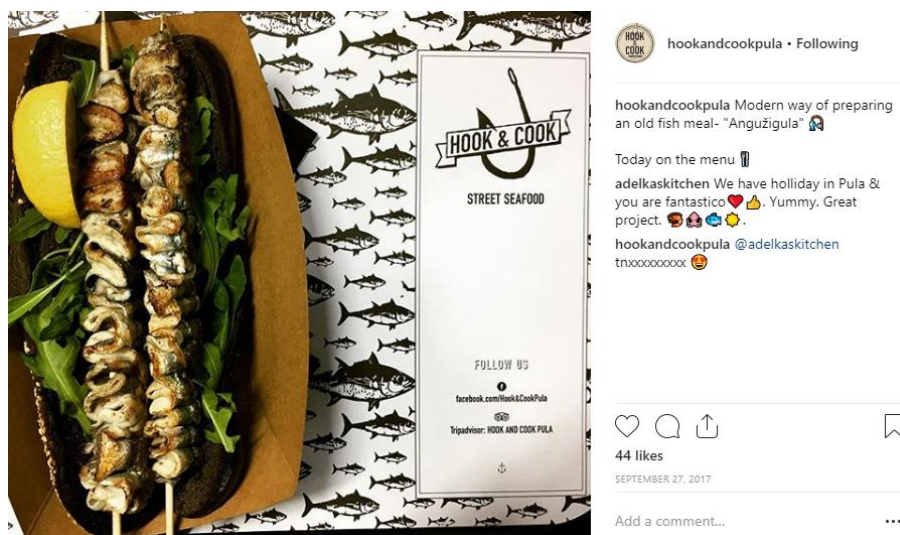 HOOK & COOK
STREET SEAFOOD
FOLLOW US
facebook.com/Hook&CookPula
Tripadvisor: HOOK AND COOK PULA
HOOK
&
COOK
hookandcookpula • Following
hookandcookpula Modern way of preparing
an old fish meal- "Angužigula" 🎣
Today on the menu 🍴
adelkaskitchen We have holliday in Pula &
you are fantastico❤️👍. Yummy. Great
project. 🦐🦑🐟☀️.
hookandcookpula @adelkaskitchen
tnxxxxxxxxx 😍
44 likes
SEPTEMBER 27, 2017
Add a comment...